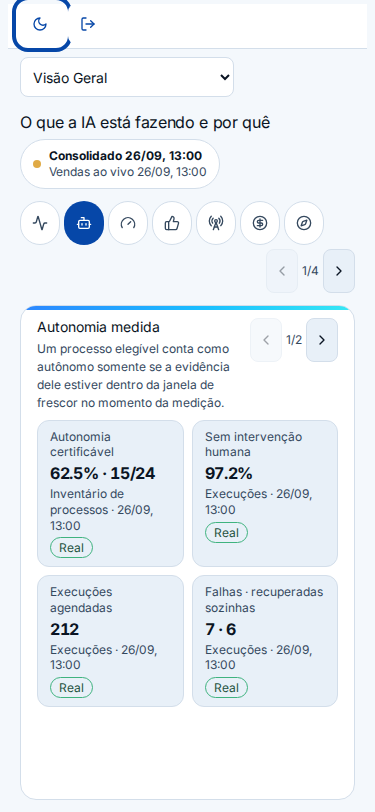 Visão Geral
O que a IA está fazendo e por quê
Consolidado 26/09, 13:00
Vendas ao vivo 26/09, 13:00
1/4
Autonomia medida
1/2
Um processo elegível conta como
autônomo somente se a evidência
dele estiver dentro da janela de
frescor no momento da medição.
Autonomia
certificável
62.5% · 15/24
Inventário de
processos · 26/09,
13:00
Real
Sem intervenção
humana
97.2%
Execuções · 26/09,
13:00
Real
Execuções
agendadas
212
Execuções · 26/09,
13:00
Real
Falhas · recuperadas
sozinhas
7 · 6
Execuções · 26/09,
13:00
Real